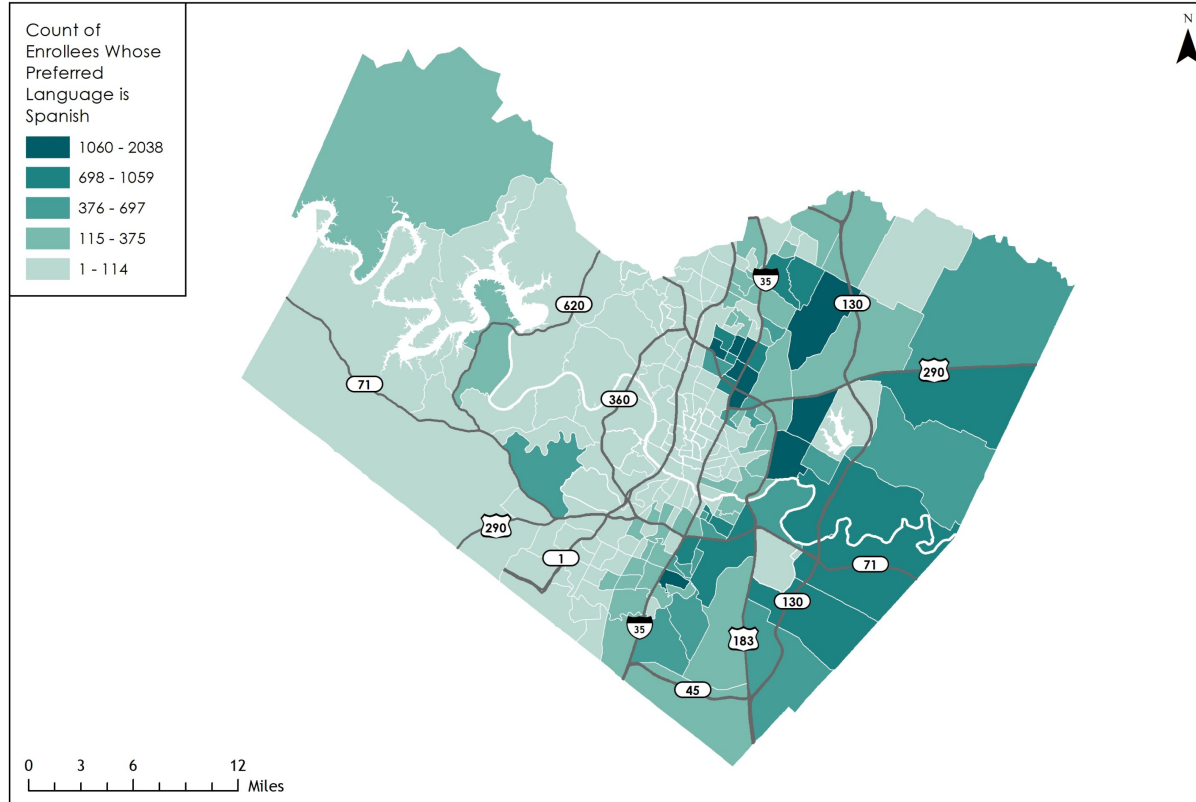 Count of
Enrollees Whose
Preferred
Language is
Spanish
1060 - 2038
698 - 1059
376 - 697
115 - 375
1 - 114
N
35
130
620
290
71
360
290
1
71
130
35
183
45
0 3 6 12
Miles